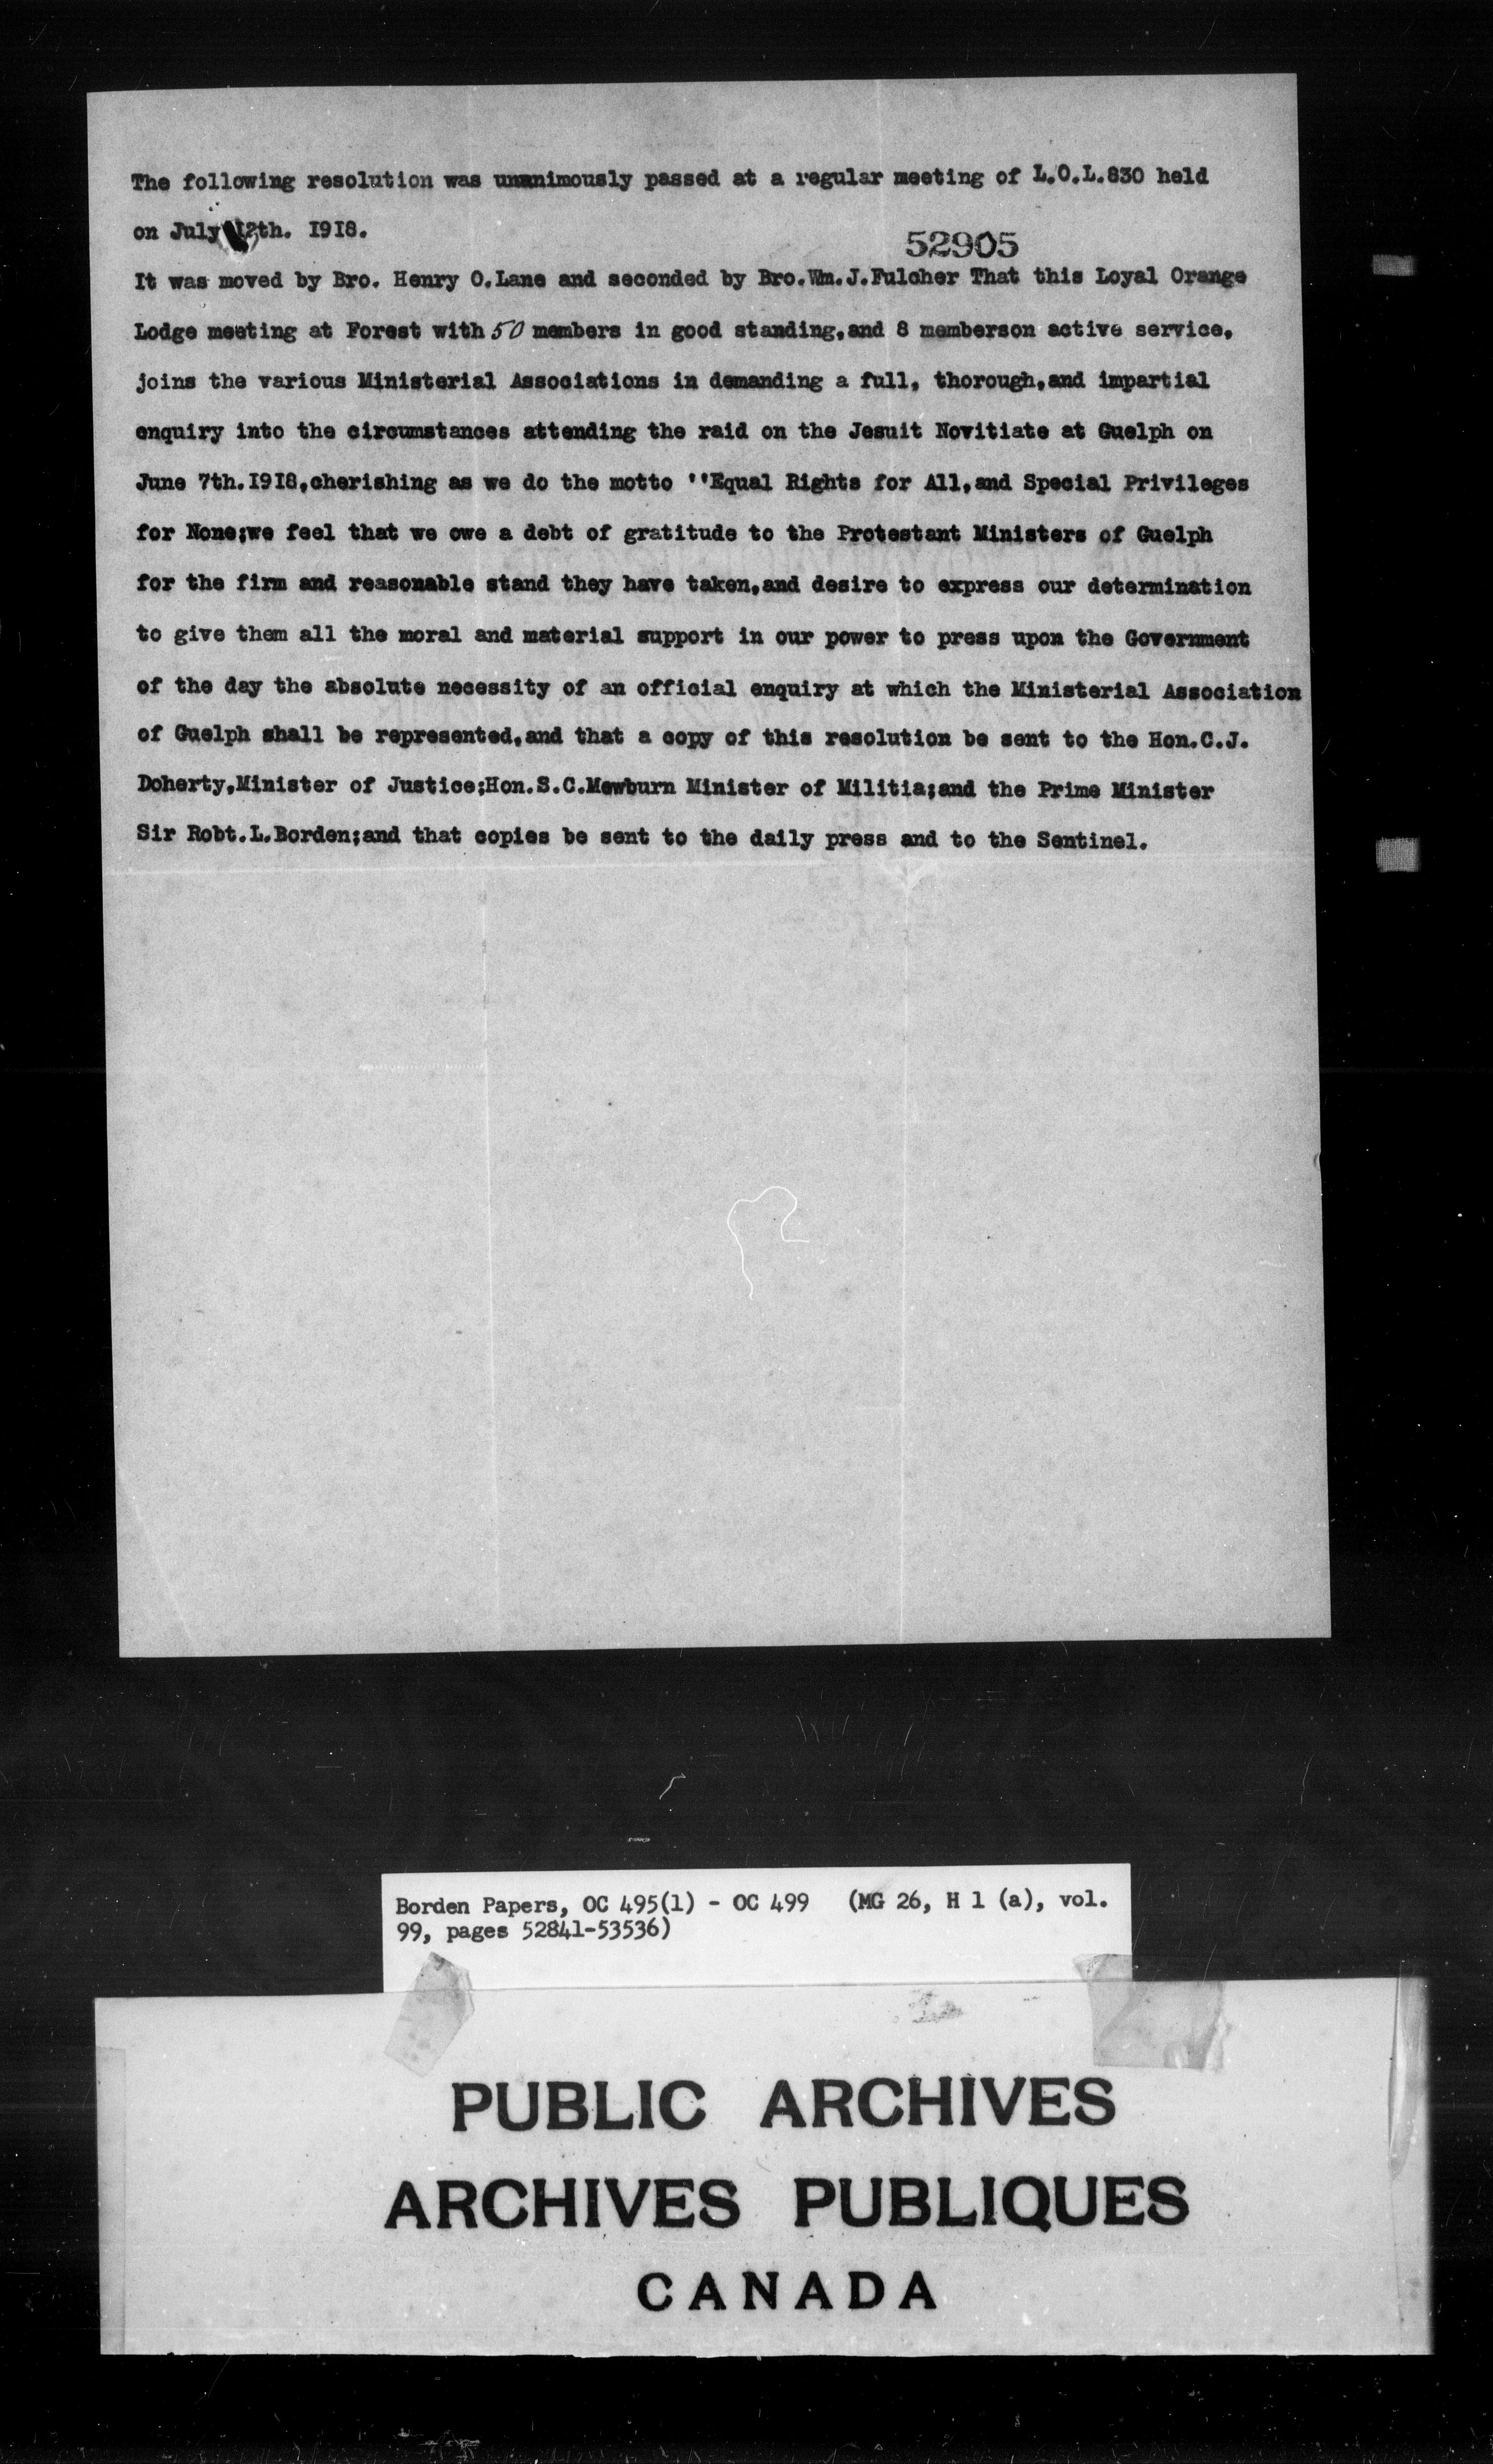 The following resolution was unanimously passed at a regular meeting of L.O.L.830 held
on July 12th. 1918.
52905
It was moved by Bro. Henry O.Lane and seconded by Bro.Wm.J.Fulcher That this Loyal Orange
Lodge meeting at Forest with 50 members in good standing,and 8 memberson active service,
joins the various Ministerial Associations in demanding a full, thorough,and impartial
enquiry into the circumstances attending the raid on the Jesuit Novitiate at Guelph on
June 7th.1918,cherishing as we do the motto ''Equal Rights for All,and Special Privileges
for None;we feel that we owe a debt of gratitude to the Protestant Ministers of Guelph
for the firm and reasonable stand they have taken,and desire to express our determination
to give them all the moral and material support in our power to press upon the Government
of the day the absolute necessity of an official enquiry at which the Ministerial Association
of Guelph shall be represented,and that a copy of this resolution be sent to the Hon.C.J.
Doherty,Minister of Justice;Hon.S.C.Mewburn Minister of Militia;and the Prime Minister
Sir Robt.L.Borden;and that copies be sent to the daily press and to the Sentinel.
Borden Papers, OC 495(1) - OC 499 (MG 26, H 1 (a), vol.
99, pages 52841-53536)
PUBLIC ARCHIVES
ARCHIVES PUBLIQUES
CANADA